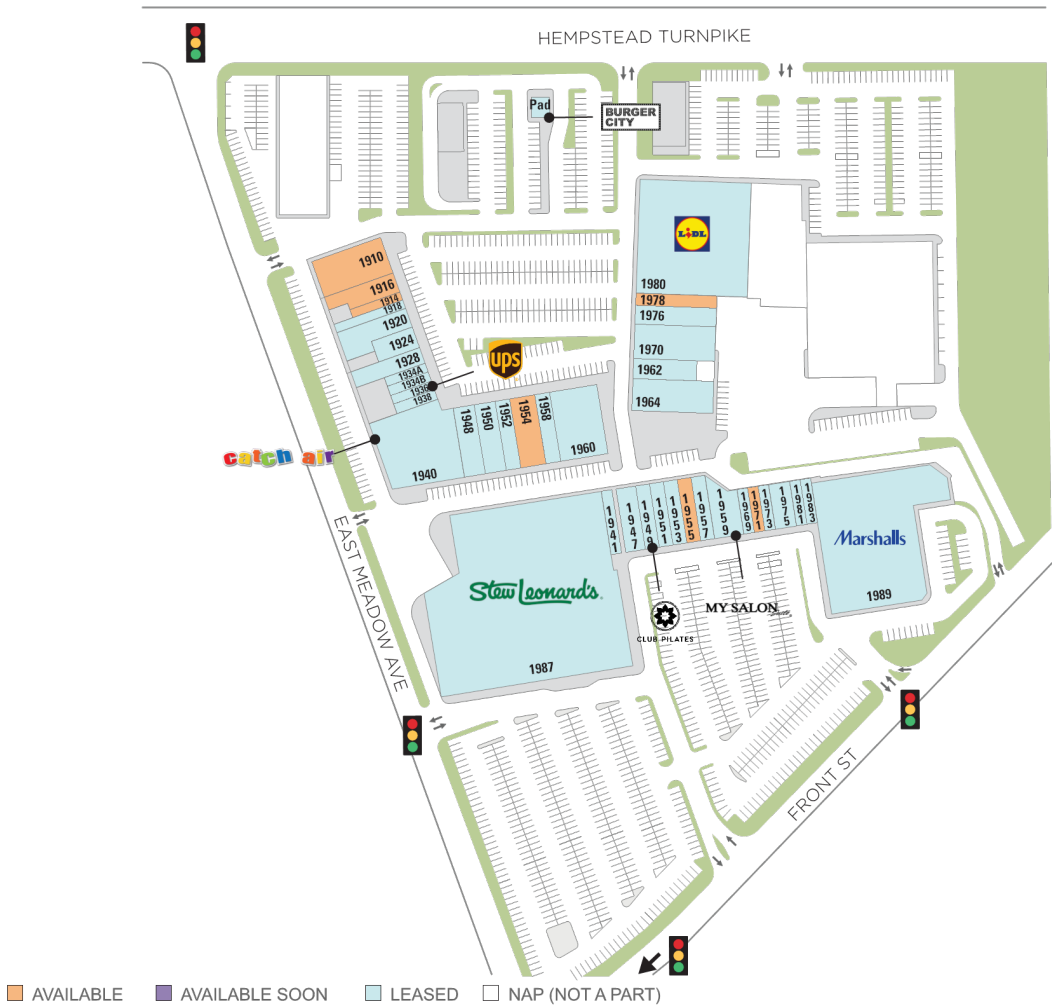 HEMPSTEAD TURNPIKE
Pad
BURGER
CITY
LiDL
1910
1916
1914
1918
1920
1924
1928
1934A
1934B
1936
1938
ups
1980
1978
1976
1970
1962
1964
catch air
1940
1948
1950
1952
1954
1958
1960
1941
1947
1949
1951
1953
1955
1957
1959
1969
1971
1973
1975
1981
1983
Marshalls
1989
EAST MEADOW AVE
Stew Leonard's
1987
CLUB PILATES
MY SALON
Suite
FRONT ST
AVAILABLE
AVAILABLE SOON
LEASED
NAP (NOT A PART)